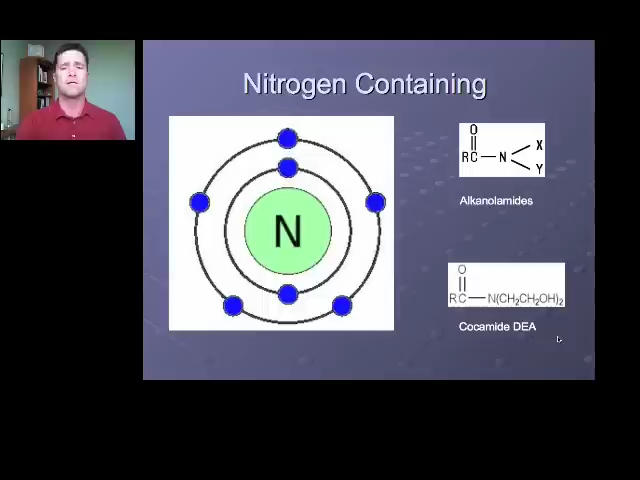 Nitrogen Containing
N
O
RC — N
X
Y
Alkanolamides
O
RC — N(CH₂CH₂OH)₂
Cocamide DEA